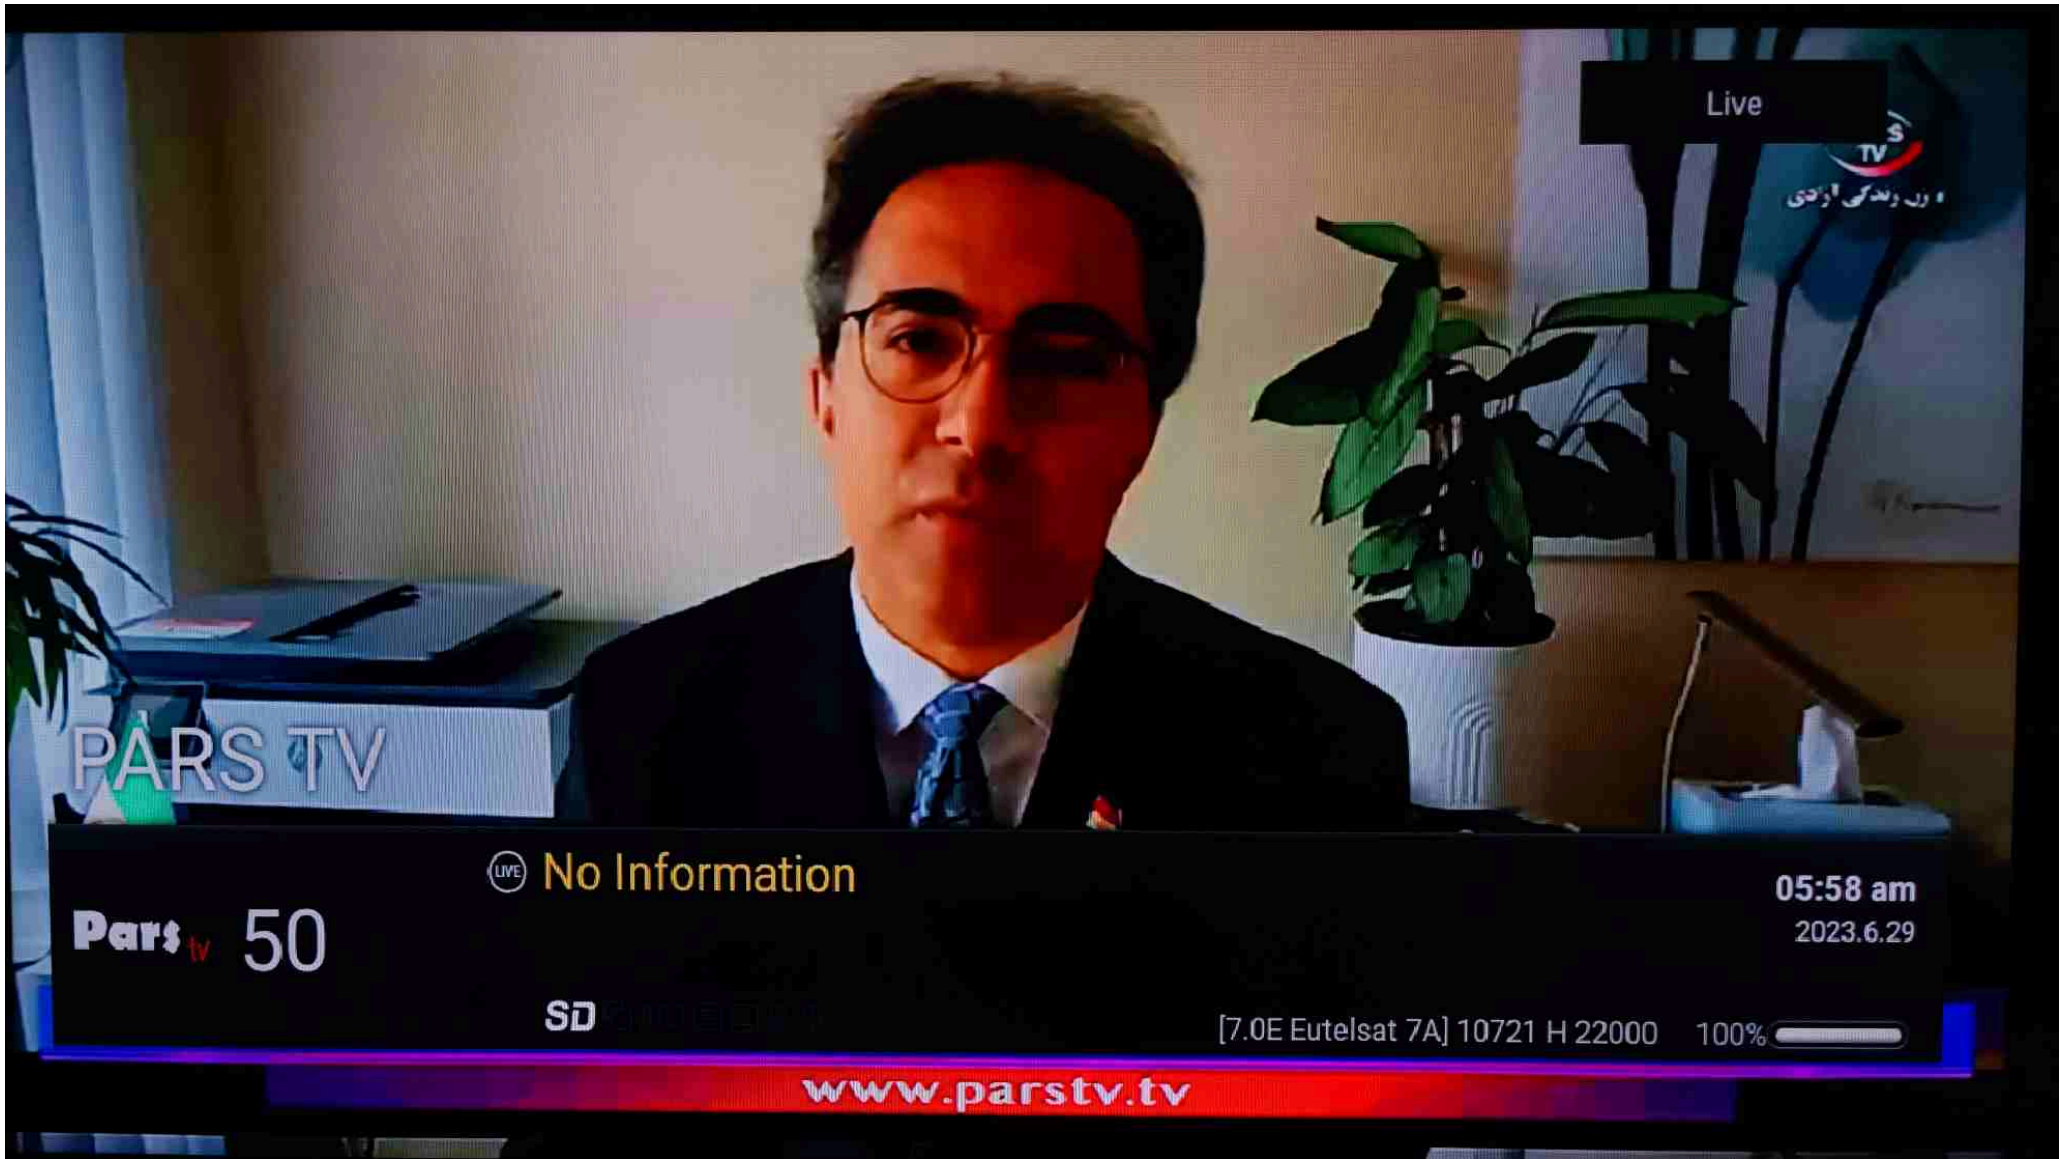 Live
S
TV
PARS TV
LIVE No Information
05:58 am
2023.6.29
Pars tv 50
SD
[7.0E Eutelsat 7A] 10721 H 22000 100%
www.parstv.tv